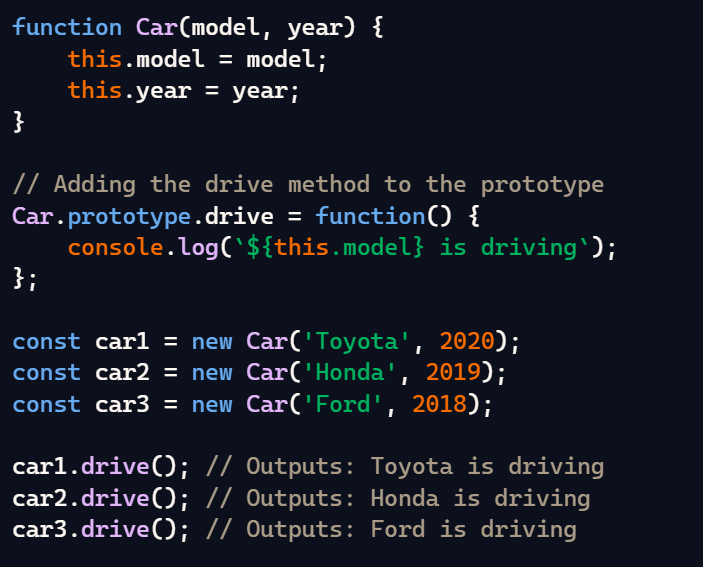 function Car(model, year) {
    this.model = model;
    this.year = year;
}

// Adding the drive method to the prototype
Car.prototype.drive = function() {
    console.log(`${this.model} is driving`);
};

const car1 = new Car('Toyota', 2020);
const car2 = new Car('Honda', 2019);
const car3 = new Car('Ford', 2018);

car1.drive(); // Outputs: Toyota is driving
car2.drive(); // Outputs: Honda is driving
car3.drive(); // Outputs: Ford is driving